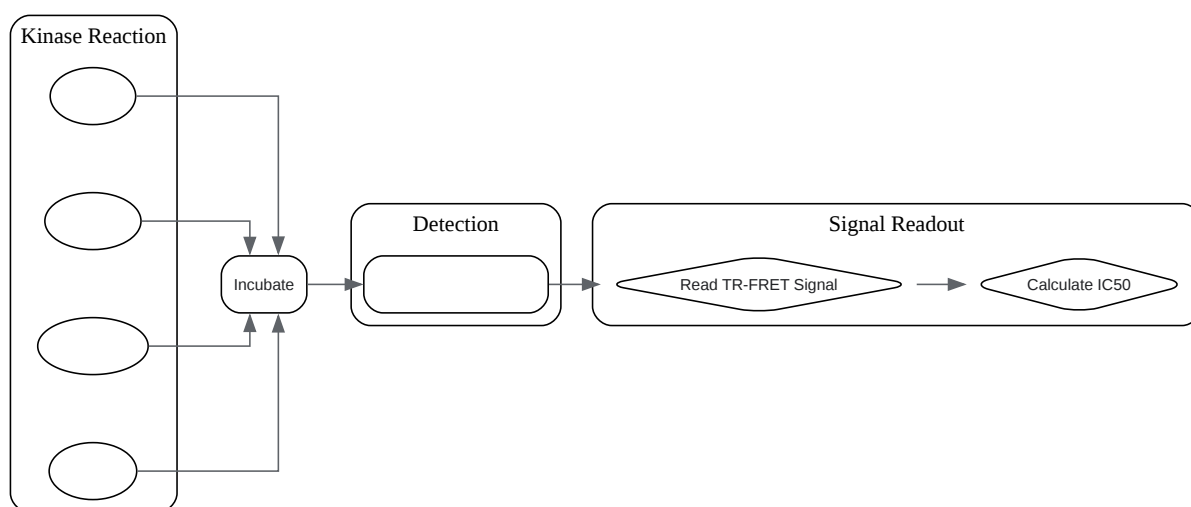 Kinase Reaction
Incubate
Detection
Signal Readout
Read TR-FRET Signal
Calculate IC50